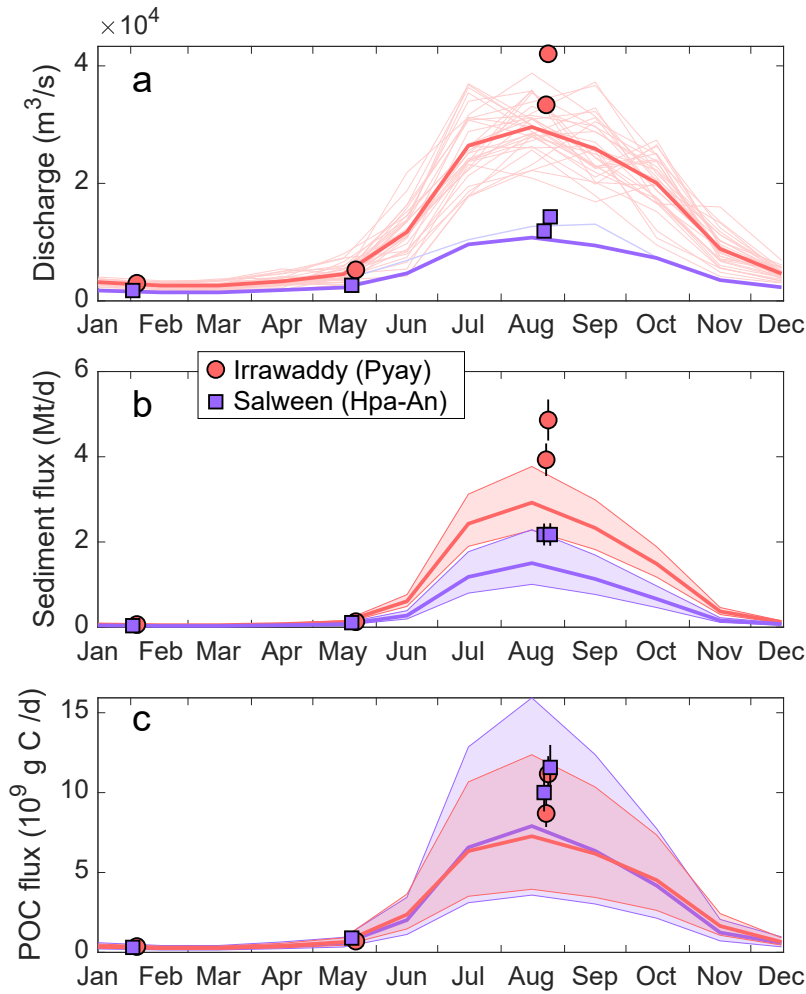 ×10⁴
a
Discharge (m³/s)
4
2
0
Jan Feb Mar Apr May Jun Jul Aug Sep Oct Nov Dec
b
Sediment flux (Mt/d)
6
4
2
0
Irrawaddy (Pyay)
Salween (Hpa-An)
Jan Feb Mar Apr May Jun Jul Aug Sep Oct Nov Dec
c
POC flux (10⁹ g C /d)
15
10
5
0
Jan Feb Mar Apr May Jun Jul Aug Sep Oct Nov Dec